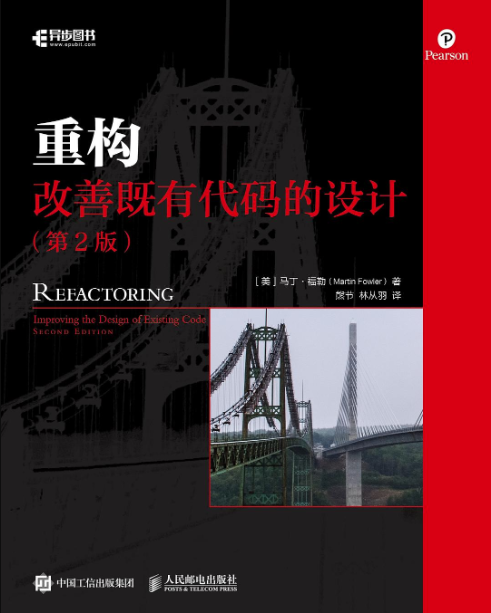 异步图书
www.epubit.com
Pearson
重构
改善既有代码的设计
（第2版）
[美] 马丁·福勒（Martin Fowler）著
熊节 林从羽 译
REFACTORING
Improving the Design of Existing Code
SECOND EDITION
中国工信出版集团
人民邮电出版社
POSTS & TELECOM PRESS